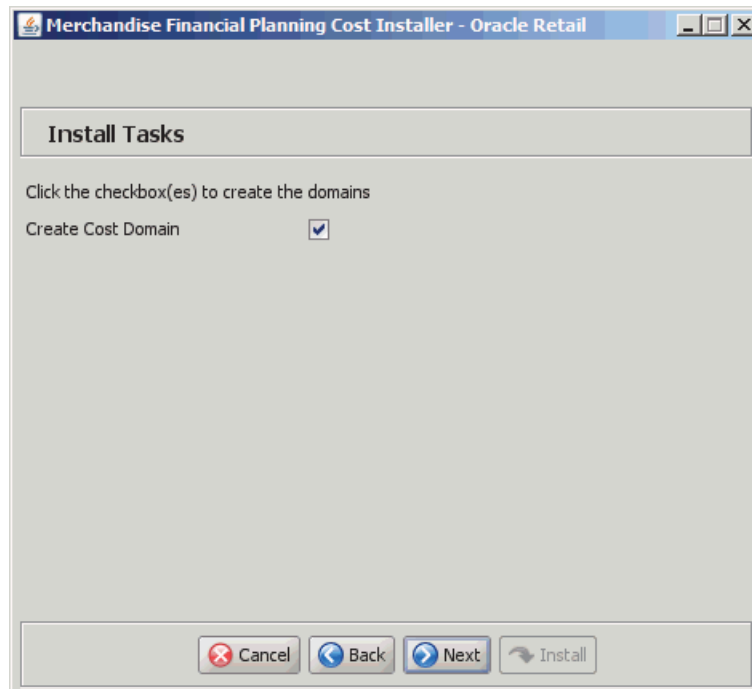 Merchandise Financial Planning Cost Installer - Oracle Retail
Install Tasks
Click the checkbox(es) to create the domains
Create Cost Domain
Cancel Back Next Install